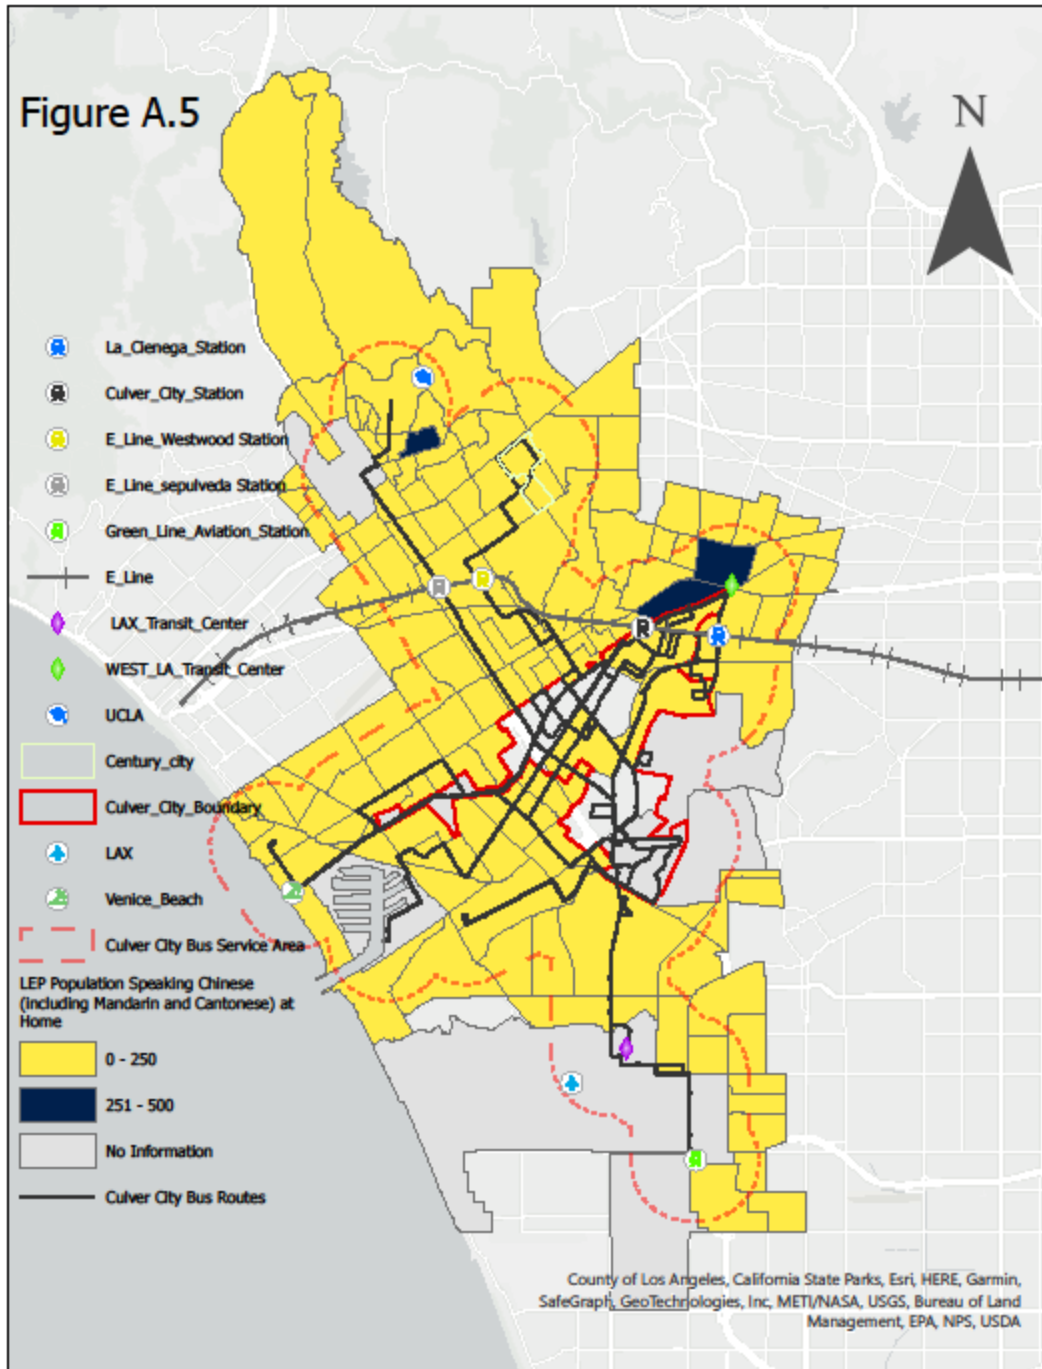 Figure A.5
N
La_Cienega_Station
Culver_City_Station
E_Line_Westwood Station
E_Line_sepulveda Station
Green_Line_Aviation_Station
E_Line
LAX_Transit_Center
WEST_LA_Transit_Center
UCLA
Century_city
Culver_City_Boundary
LAX
Venice_Beach
Culver City Bus Service Area
LEP Population Speaking Chinese
(including Mandarin and Cantonese) at
Home
0 - 250
251 - 500
No Information
Culver City Bus Routes
County of Los Angeles, California State Parks, Esri, HERE, Garmin,
SafeGraph, GeoTechnologies, Inc, METI/NASA, USGS, Bureau of Land
Management, EPA, NPS, USDA